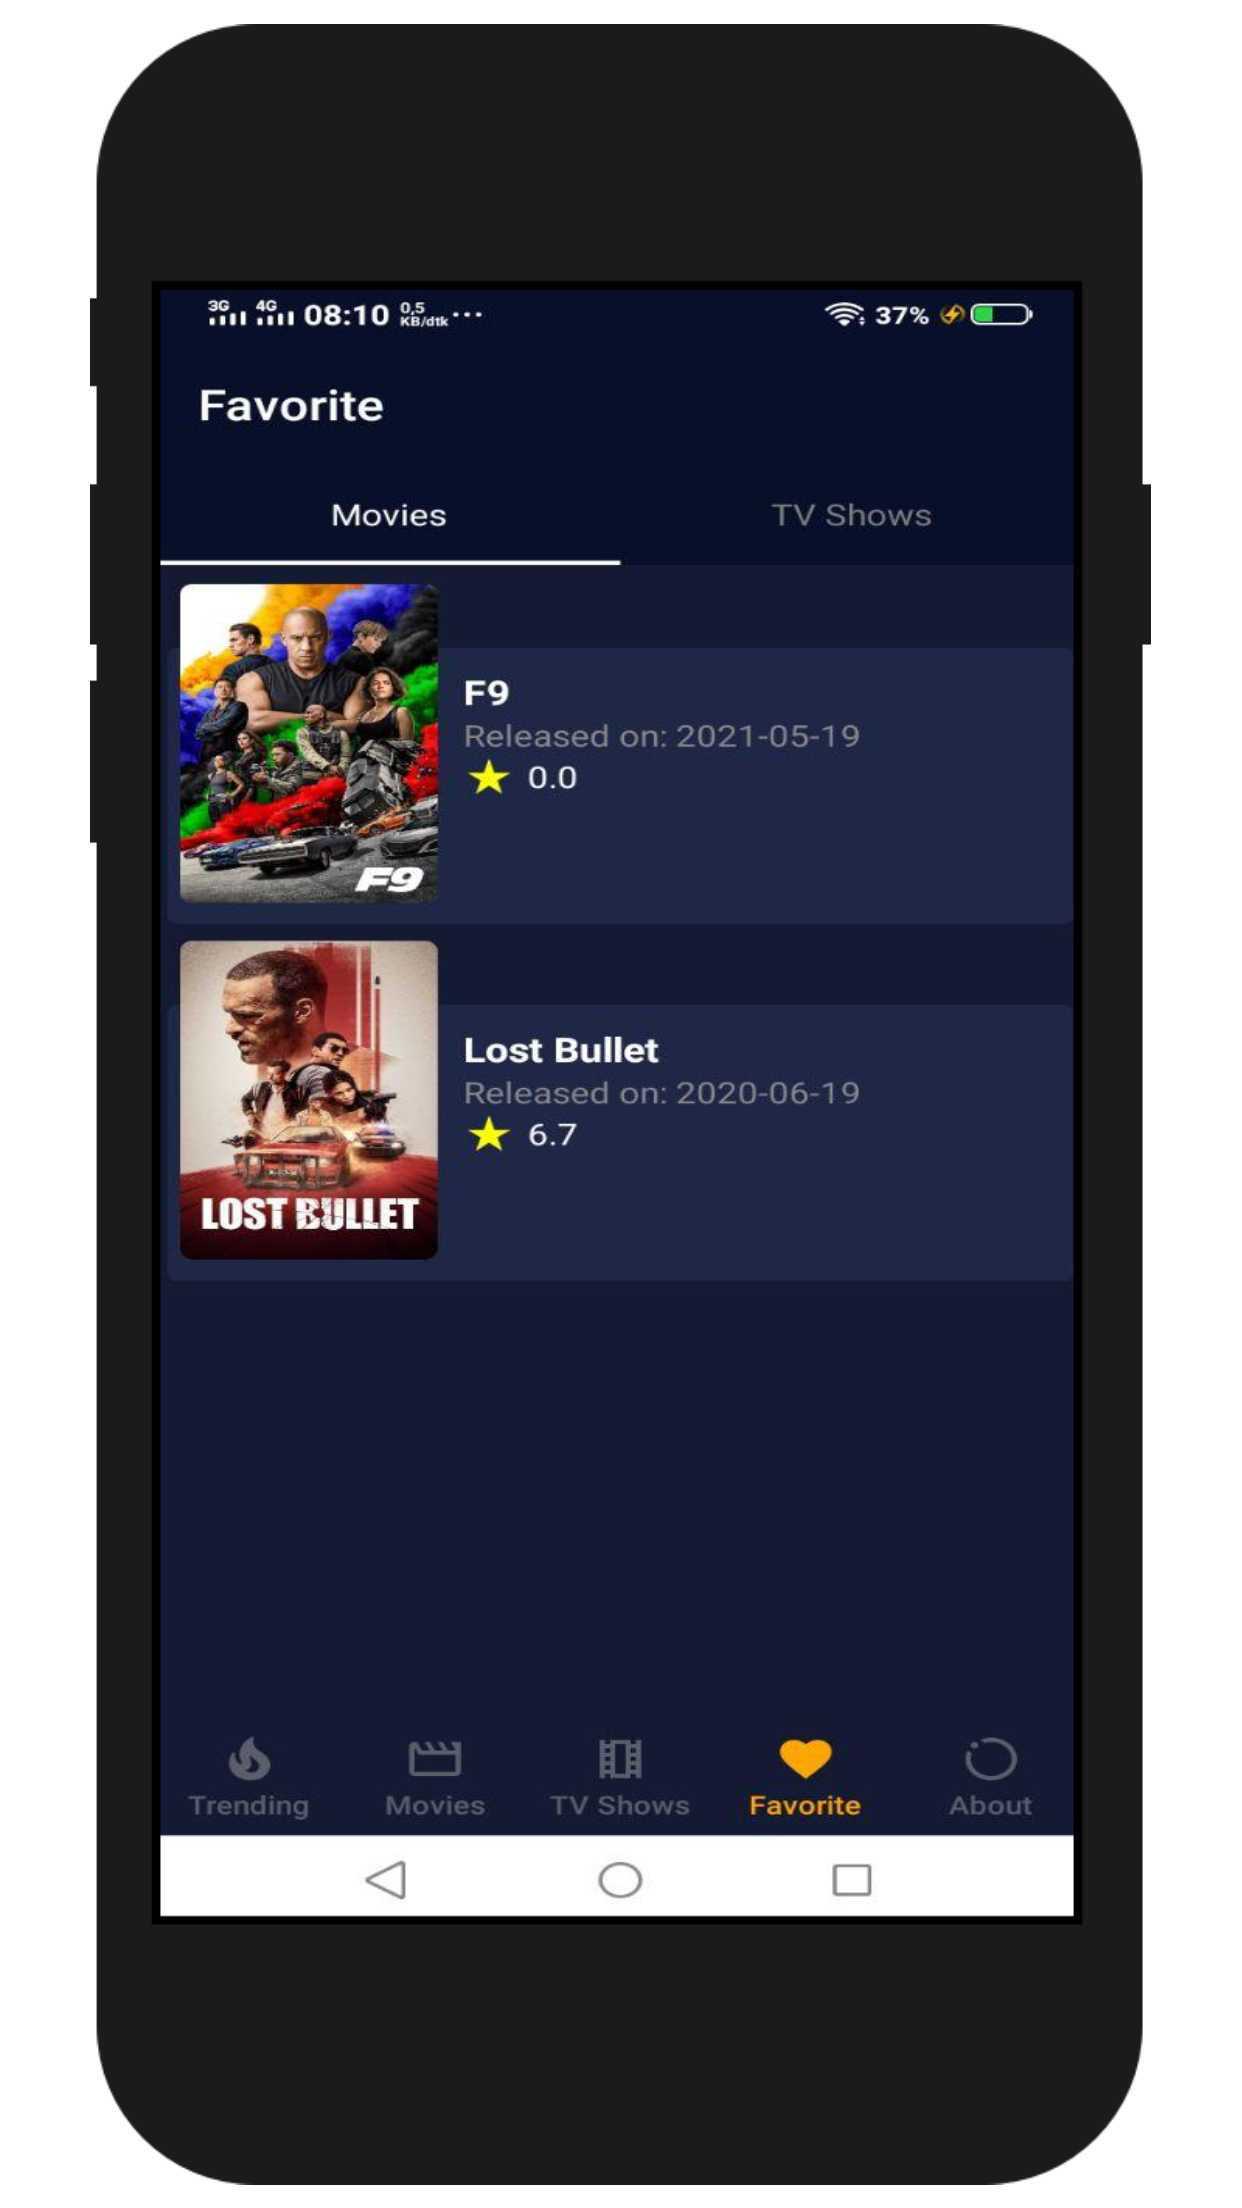 3G 4G 08:10 0,5 KB/dtk ... 37%
Favorite
Movies TV Shows
F9
Released on: 2021-05-19
0.0
F9
Lost Bullet
Released on: 2020-06-19
6.7
LOST BULLET
Trending Movies TV Shows Favorite About